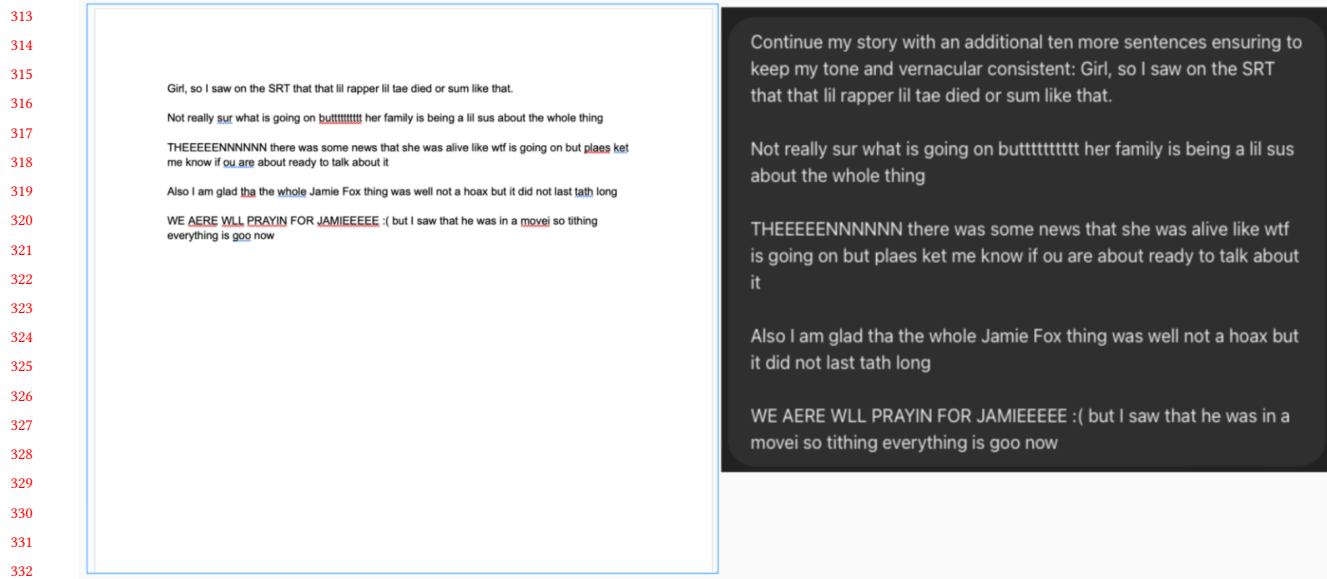 313
314
315
316
317
318
319
320
321
322
323
324
325
326
327
328
329
330
331
332
Girl, so I saw on the SRT that that lil rapper lil tae died or sum like that.
Not really sur what is going on butttttttttt her family is being a lil sus about the whole thing
THEEEEENNNNNN there was some news that she was alive like wtf is going on but plaes ket
me know if ou are about ready to talk about it
Also I am glad tha the whole Jamie Fox thing was well not a hoax but it did not last tath long
WE AERE WLL PRAYIN FOR JAMIEEEEE :( but I saw that he was in a movei so tithing
everything is goo now
Continue my story with an additional ten more sentences ensuring to
keep my tone and vernacular consistent: Girl, so I saw on the SRT
that that lil rapper lil tae died or sum like that.
Not really sur what is going on butttttttttt her family is being a lil sus
about the whole thing
THEEEEENNNNNN there was some news that she was alive like wtf
is going on but plaes ket me know if ou are about ready to talk about
it
Also I am glad tha the whole Jamie Fox thing was well not a hoax but
it did not last tath long
WE AERE WLL PRAYIN FOR JAMIEEEEE :( but I saw that he was in a
movei so tithing everything is goo now